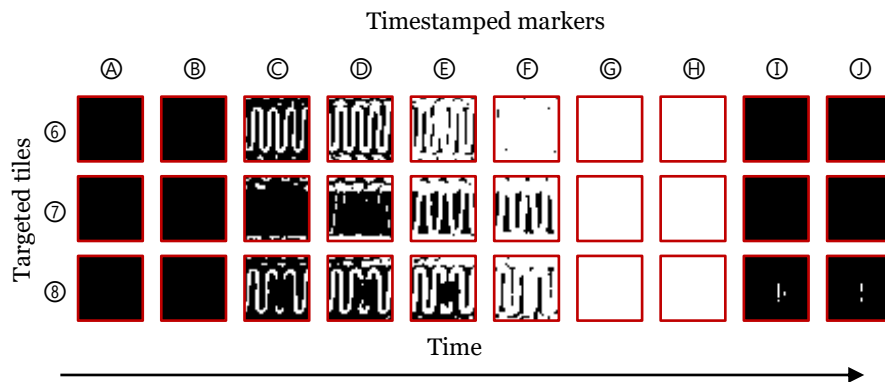 Timestamped markers
Ⓐ Ⓑ Ⓒ Ⓓ Ⓔ Ⓕ Ⓖ Ⓗ Ⓘ Ⓙ
Targeted tiles
⑥
⑦
⑧
Time